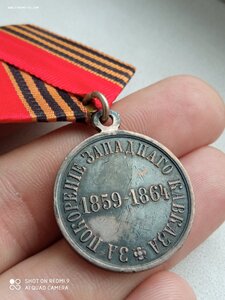 ЗА ПОКОРЕНІЕ ЗАПАДНАГО КАВКАЗА
1859-1864
SHOT ON REDMI 9
AI QUAD CAMERA